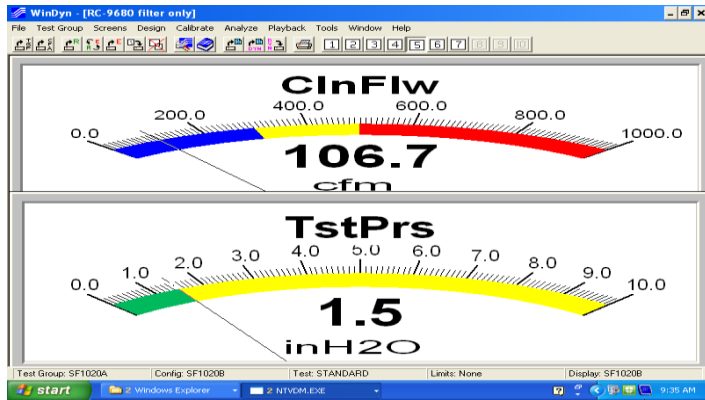 WinDyn - [RC-9680 filter only]
File Test Group Screens Design Calibrate Analyze Playback Tools Window Help
1 2 3 4 5 6 7 8 9 10
ClnFlw
0.0 200.0 400.0 600.0 800.0 1000.0
106.7
cfm
TstPrs
0.0 1.0 2.0 3.0 4.0 5.0 6.0 7.0 8.0 9.0 10.0
1.5
inH2O
Test Group: SF1020A Config: SF1020B Test: STANDARD Limits: None Display: SF1020B
start 2 Windows Explorer 2 NTVDM.EXE 9:35 AM